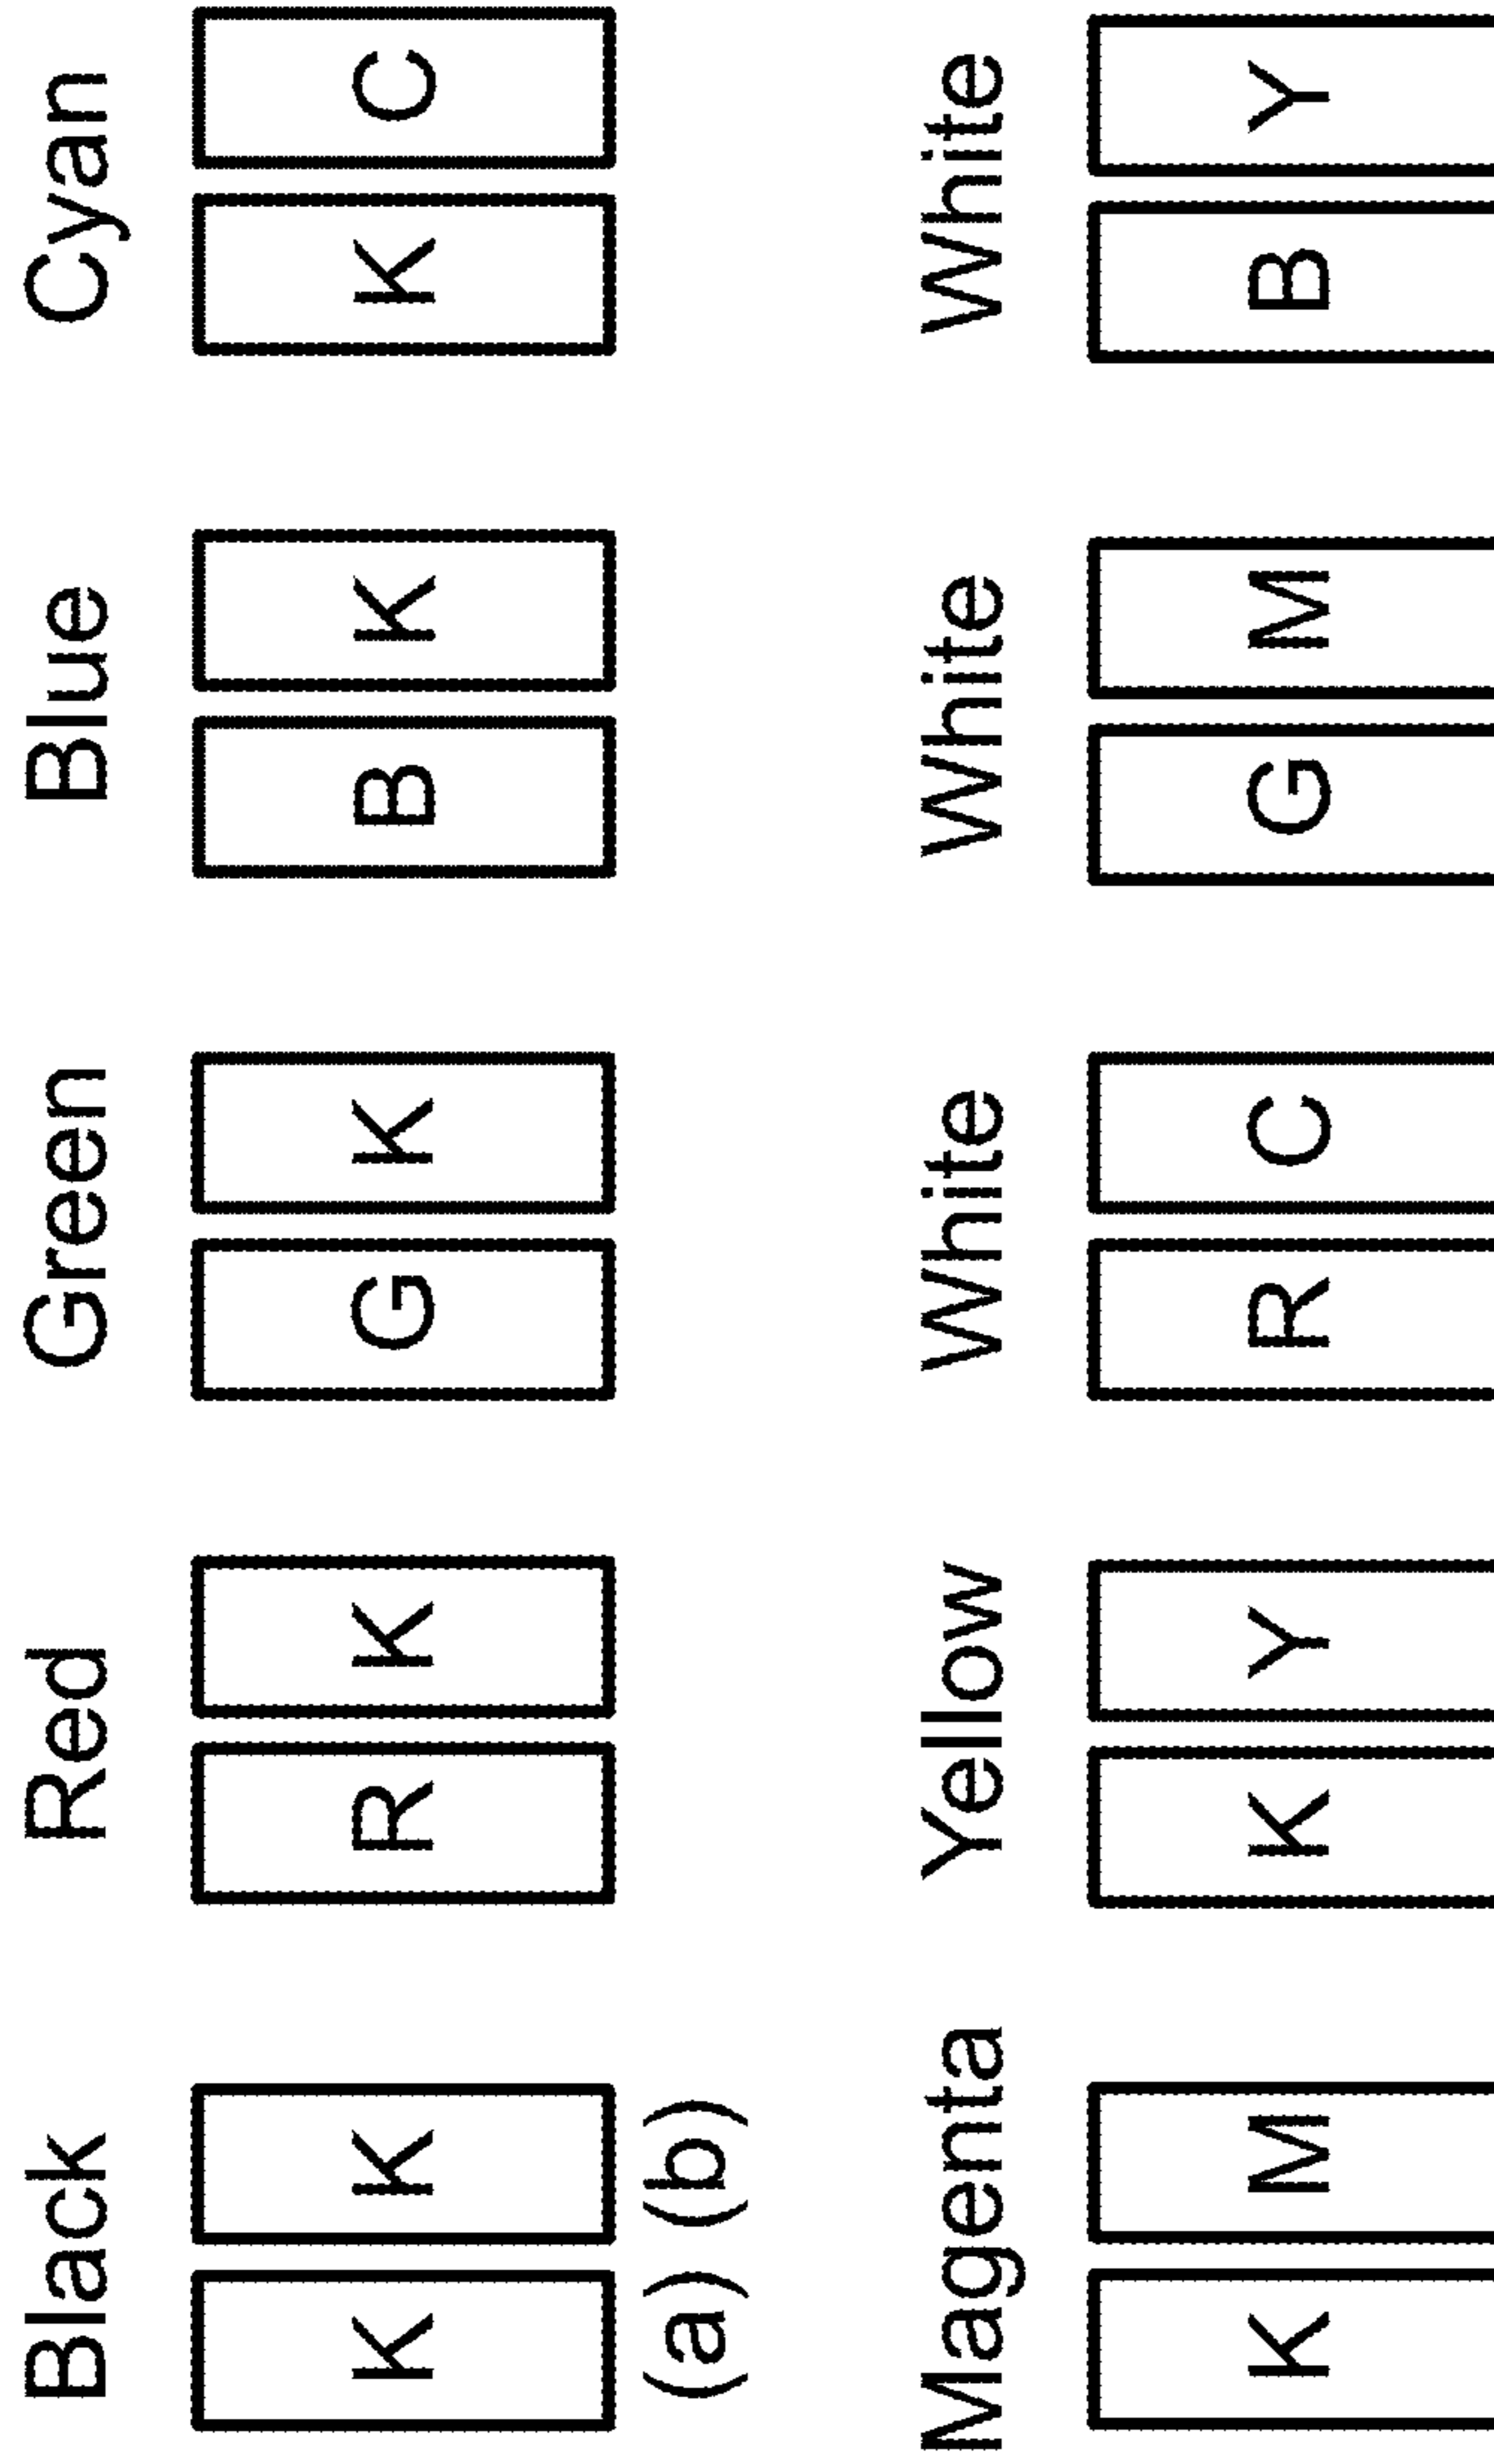 Black Red Green Blue Cyan
K K R K G K B K K C
(a) (b)
Magenta Yellow White White White
K M K Y R C G M B Y